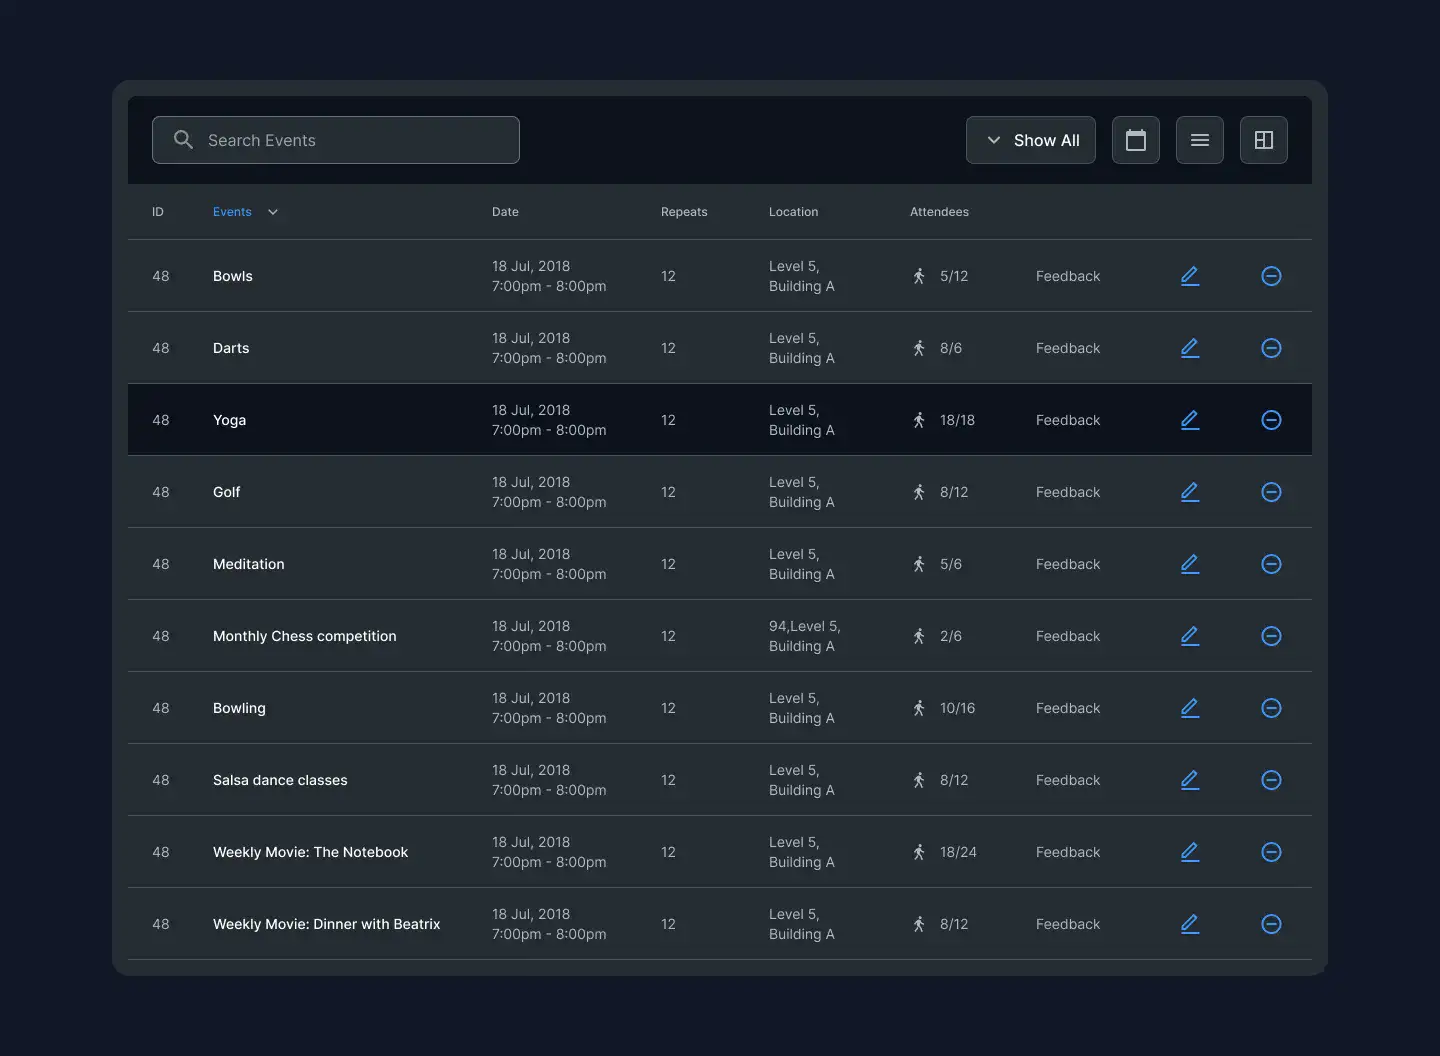 Search Events
Show All
ID Events Date Repeats Location Attendees
48 Bowls 18 Jul, 2018 7:00pm - 8:00pm 12 Level 5, Building A 5/12 Feedback
48 Darts 18 Jul, 2018 7:00pm - 8:00pm 12 Level 5, Building A 8/6 Feedback
48 Yoga 18 Jul, 2018 7:00pm - 8:00pm 12 Level 5, Building A 18/18 Feedback
48 Golf 18 Jul, 2018 7:00pm - 8:00pm 12 Level 5, Building A 8/12 Feedback
48 Meditation 18 Jul, 2018 7:00pm - 8:00pm 12 Level 5, Building A 5/6 Feedback
48 Monthly Chess competition 18 Jul, 2018 7:00pm - 8:00pm 12 94,Level 5, Building A 2/6 Feedback
48 Bowling 18 Jul, 2018 7:00pm - 8:00pm 12 Level 5, Building A 10/16 Feedback
48 Salsa dance classes 18 Jul, 2018 7:00pm - 8:00pm 12 Level 5, Building A 8/12 Feedback
48 Weekly Movie: The Notebook 18 Jul, 2018 7:00pm - 8:00pm 12 Level 5, Building A 18/24 Feedback
48 Weekly Movie: Dinner with Beatrix 18 Jul, 2018 7:00pm - 8:00pm 12 Level 5, Building A 8/12 Feedback